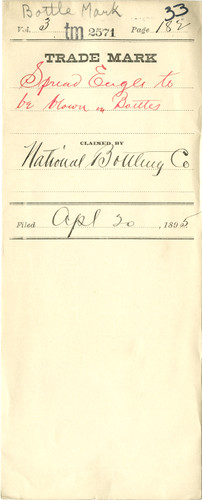 Bottle Mark
33
Vol. 3 tm 2571 Page 182
TRADE MARK
Spread Eagle to
be blown in Bottles
CLAIMED BY
National Bottling Co
Filed Apl 20, 1895